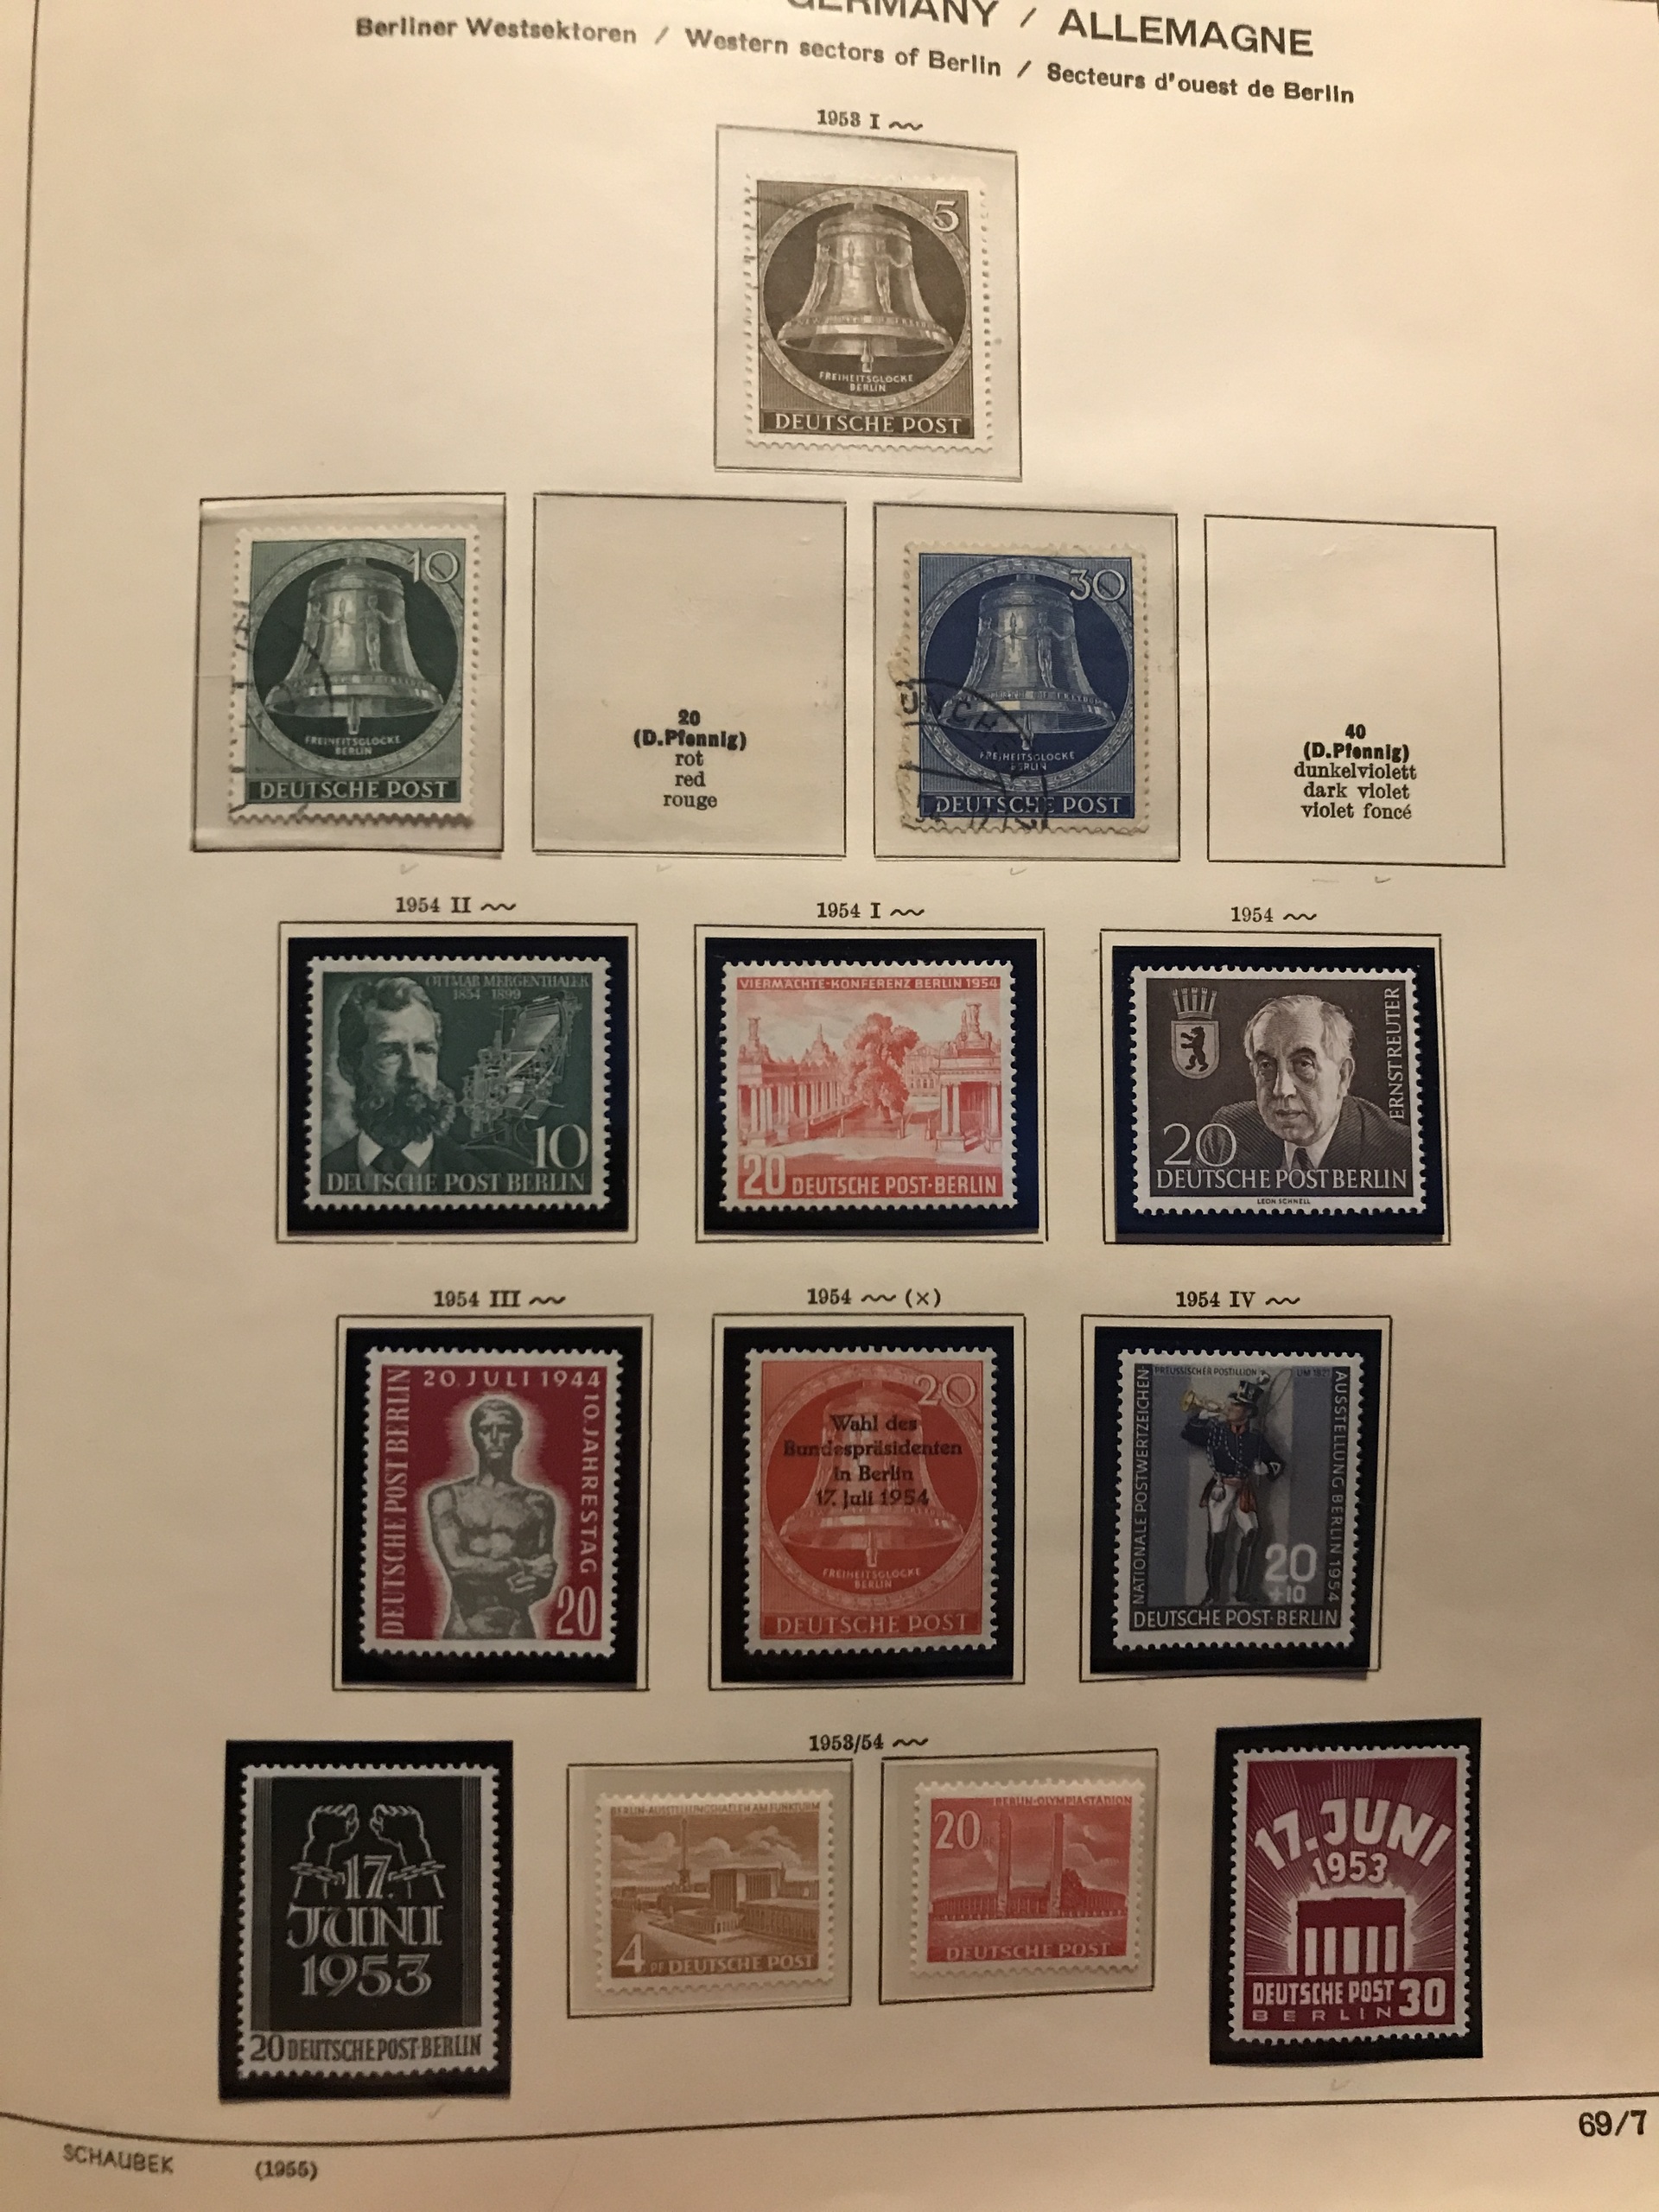 GERMANY / ALLEMAGNE
Berliner Westsektoren / Western sectors of Berlin / Secteurs d'ouest de Berlin
1953 I
5
FREIHEITSGLOCKE
BERLIN
DEUTSCHE POST
10
FREIHEITSGLOCKE
BERLIN
DEUTSCHE POST
20
(D.Pfennig)
rot
red
rouge
30
FREIHEITSGLOCKE
BERLIN
DEUTSCHE POST
40
(D.Pfennig)
dunkelviolett
dark violet
violet foncé
1954 II
OTTMAR MERGENTHALER
1854 1899
10
DEUTSCHE POST BERLIN
1954 I
VIERMÄCHTE-KONFERENZ BERLIN 1954
20 DEUTSCHE POST·BERLIN
1954
ERNST REUTER
20
DEUTSCHE POST BERLIN
LEON SCHNELL
1954 III
20. JULI 1944
10. JAHRESTAG
DEUTSCHE POST BERLIN
20
1954 (×)
20
Wahl des
Bundespräsidenten
in Berlin
17. Juli 1954
FREIHEITSGLOCKE
BERLIN
DEUTSCHE POST
1954 IV
PREUSSISCHER POSTILLION
NATIONALE POSTWERTZEICHEN-
AUSSTELLUNG BERLIN 1954
20
+10
DEUTSCHE POST·BERLIN
17.
JUNI
1953
20 DEUTSCHE POST·BERLIN
1953/54
BERLIN-AUSSTELLUNGSHALLEN AM FUNKTURM
4 PF DEUTSCHE POST
BERLIN-OLYMPIASTADION
20
DEUTSCHE POST
17. JUNI
1953
DEUTSCHE POST 30
BERLIN
69/7
SCHAUBEK (1955)